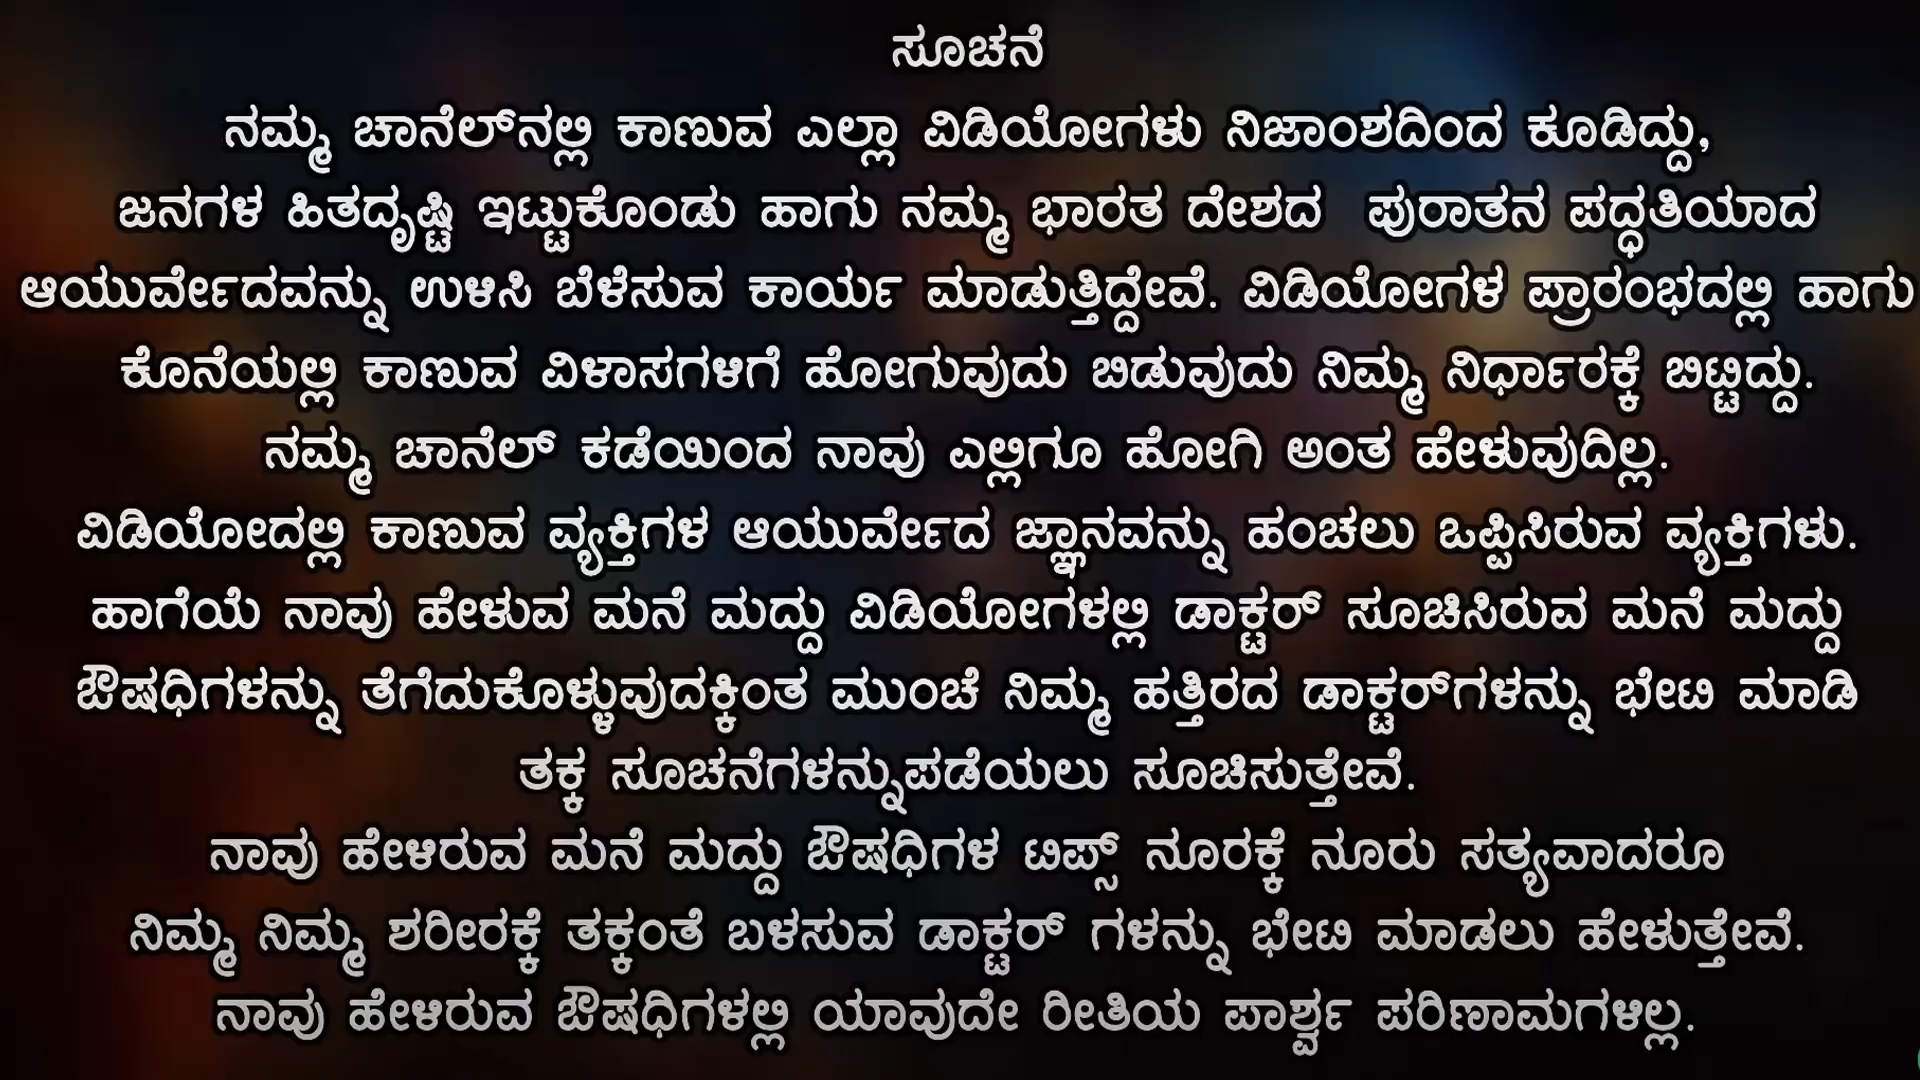 ಸೂಚನೆ
ನಮ್ಮ ಚಾನೆಲ್‌ನಲ್ಲಿ ಕಾಣುವ ಎಲ್ಲಾ ವಿಡಿಯೋಗಳು ನಿಜಾಂಶದಿಂದ ಕೂಡಿದ್ದು,
ಜನಗಳ ಹಿತದೃಷ್ಟಿ ಇಟ್ಟುಕೊಂಡು ಹಾಗು ನಮ್ಮ ಭಾರತ ದೇಶದ ಪುರಾತನ ಪದ್ಧತಿಯಾದ
ಆಯುರ್ವೇದವನ್ನು ಉಳಿಸಿ ಬೆಳೆಸುವ ಕಾರ್ಯ ಮಾಡುತ್ತಿದ್ದೇವೆ. ವಿಡಿಯೋಗಳ ಪ್ರಾರಂಭದಲ್ಲಿ ಹಾಗು
ಕೊನೆಯಲ್ಲಿ ಕಾಣುವ ವಿಳಾಸಗಳಿಗೆ ಹೋಗುವುದು ಬಿಡುವುದು ನಿಮ್ಮ ನಿರ್ಧಾರಕ್ಕೆ ಬಿಟ್ಟಿದ್ದು.
ನಮ್ಮ ಚಾನೆಲ್ ಕಡೆಯಿಂದ ನಾವು ಎಲ್ಲಿಗೂ ಹೋಗಿ ಅಂತ ಹೇಳುವುದಿಲ್ಲ.
ವಿಡಿಯೋದಲ್ಲಿ ಕಾಣುವ ವ್ಯಕ್ತಿಗಳ ಆಯುರ್ವೇದ ಜ್ಞಾನವನ್ನು ಹಂಚಲು ಒಪ್ಪಿಸಿರುವ ವ್ಯಕ್ತಿಗಳು.
ಹಾಗೆಯೆ ನಾವು ಹೇಳುವ ಮನೆ ಮದ್ದು ವಿಡಿಯೋಗಳಲ್ಲಿ ಡಾಕ್ಟರ್ ಸೂಚಿಸಿರುವ ಮನೆ ಮದ್ದು
ಔಷಧಿಗಳನ್ನು ತೆಗೆದುಕೊಳ್ಳುವುದಕ್ಕಿಂತ ಮುಂಚೆ ನಿಮ್ಮ ಹತ್ತಿರದ ಡಾಕ್ಟರ್‌ಗಳನ್ನು ಭೇಟಿ ಮಾಡಿ
ತಕ್ಕ ಸೂಚನೆಗಳನ್ನುಪಡೆಯಲು ಸೂಚಿಸುತ್ತೇವೆ.
ನಾವು ಹೇಳಿರುವ ಮನೆ ಮದ್ದು ಔಷಧಿಗಳ ಟಿಪ್ಸ್ ನೂರಕ್ಕೆ ನೂರು ಸತ್ಯವಾದರೂ
ನಿಮ್ಮ ನಿಮ್ಮ ಶರೀರಕ್ಕೆ ತಕ್ಕಂತೆ ಬಳಸುವ ಡಾಕ್ಟರ್ ಗಳನ್ನು ಭೇಟಿ ಮಾಡಲು ಹೇಳುತ್ತೇವೆ.
ನಾವು ಹೇಳಿರುವ ಔಷಧಿಗಳಲ್ಲಿ ಯಾವುದೇ ರೀತಿಯ ಪಾರ್ಶ್ವ ಪರಿಣಾಮಗಳಿಲ್ಲ.